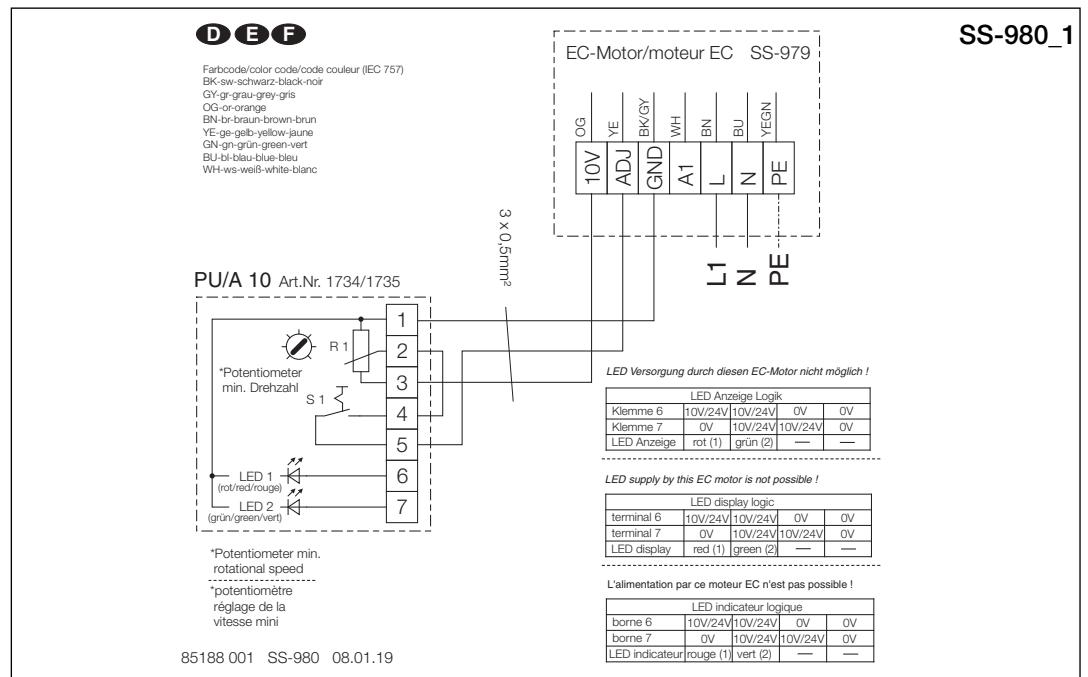 SS-980_1
D E F
Farbcode/color code/code couleur (IEC 757)
BK-sw-schwarz-black-noir
GY-gr-grau-grey-gris
OG-or-orange
BN-br-braun-brown-brun
YE-ge-gelb-yellow-jaune
GN-gn-grün-green-vert
BU-bl-blau-blue-bleu
WH-ws-weiß-white-blanc
EC-Motor/moteur EC SS-979
OG YE BK/GY WH BN BU YEGN
10V ADJ GND A1 L N PE
L1 N PE
3 x 0,5mm²
PU/A 10 Art.Nr. 1734/1735
1
R 1 2
*Potentiometer
min. Drehzahl
3
S 1 4
5
LED 1 6
(rot/red/rouge)
LED 2 7
(grün/green/vert)
*Potentiometer min.
rotational speed
*potentiomètre
réglage de la
vitesse mini
85188 001 SS-980 08.01.19
LED Versorgung durch diesen EC-Motor nicht möglich !
LED Anzeige Logik
Klemme 6 10V/24V 10V/24V 0V 0V
Klemme 7 0V 10V/24V 10V/24V 0V
LED Anzeige rot (1) grün (2) — —
LED supply by this EC motor is not possible !
LED display logic
terminal 6 10V/24V 10V/24V 0V 0V
terminal 7 0V 10V/24V 10V/24V 0V
LED display red (1) green (2) — —
L'alimentation par ce moteur EC n'est pas possible !
LED indicateur logique
borne 6 10V/24V 10V/24V 0V 0V
borne 7 0V 10V/24V 10V/24V 0V
LED indicateur rouge (1) vert (2) — —